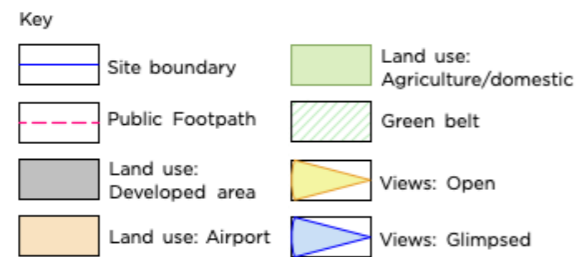 Key
Site boundary
Public Footpath
Land use:
Developed area
Land use: Airport
Land use:
Agriculture/domestic
Green belt
Views: Open
Views: Glimpsed